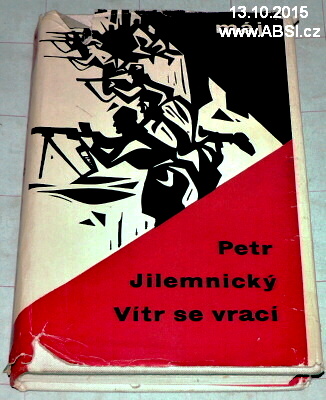 13.10.2015
www.ABSI.cz
Petr
Jilemnický
Vítr se vrací